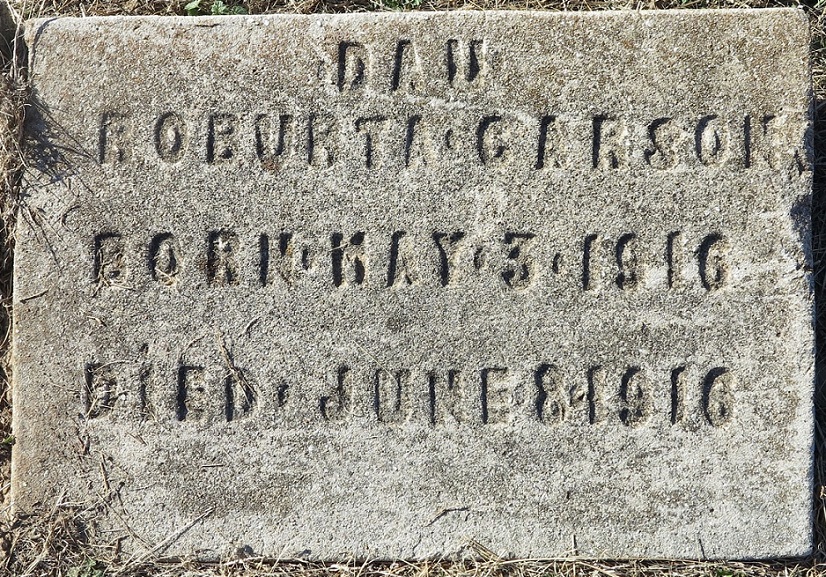 DAU
ROBURTA·CARSON
BORN·MAY·3·1916
DIED·JUNE·8·1916